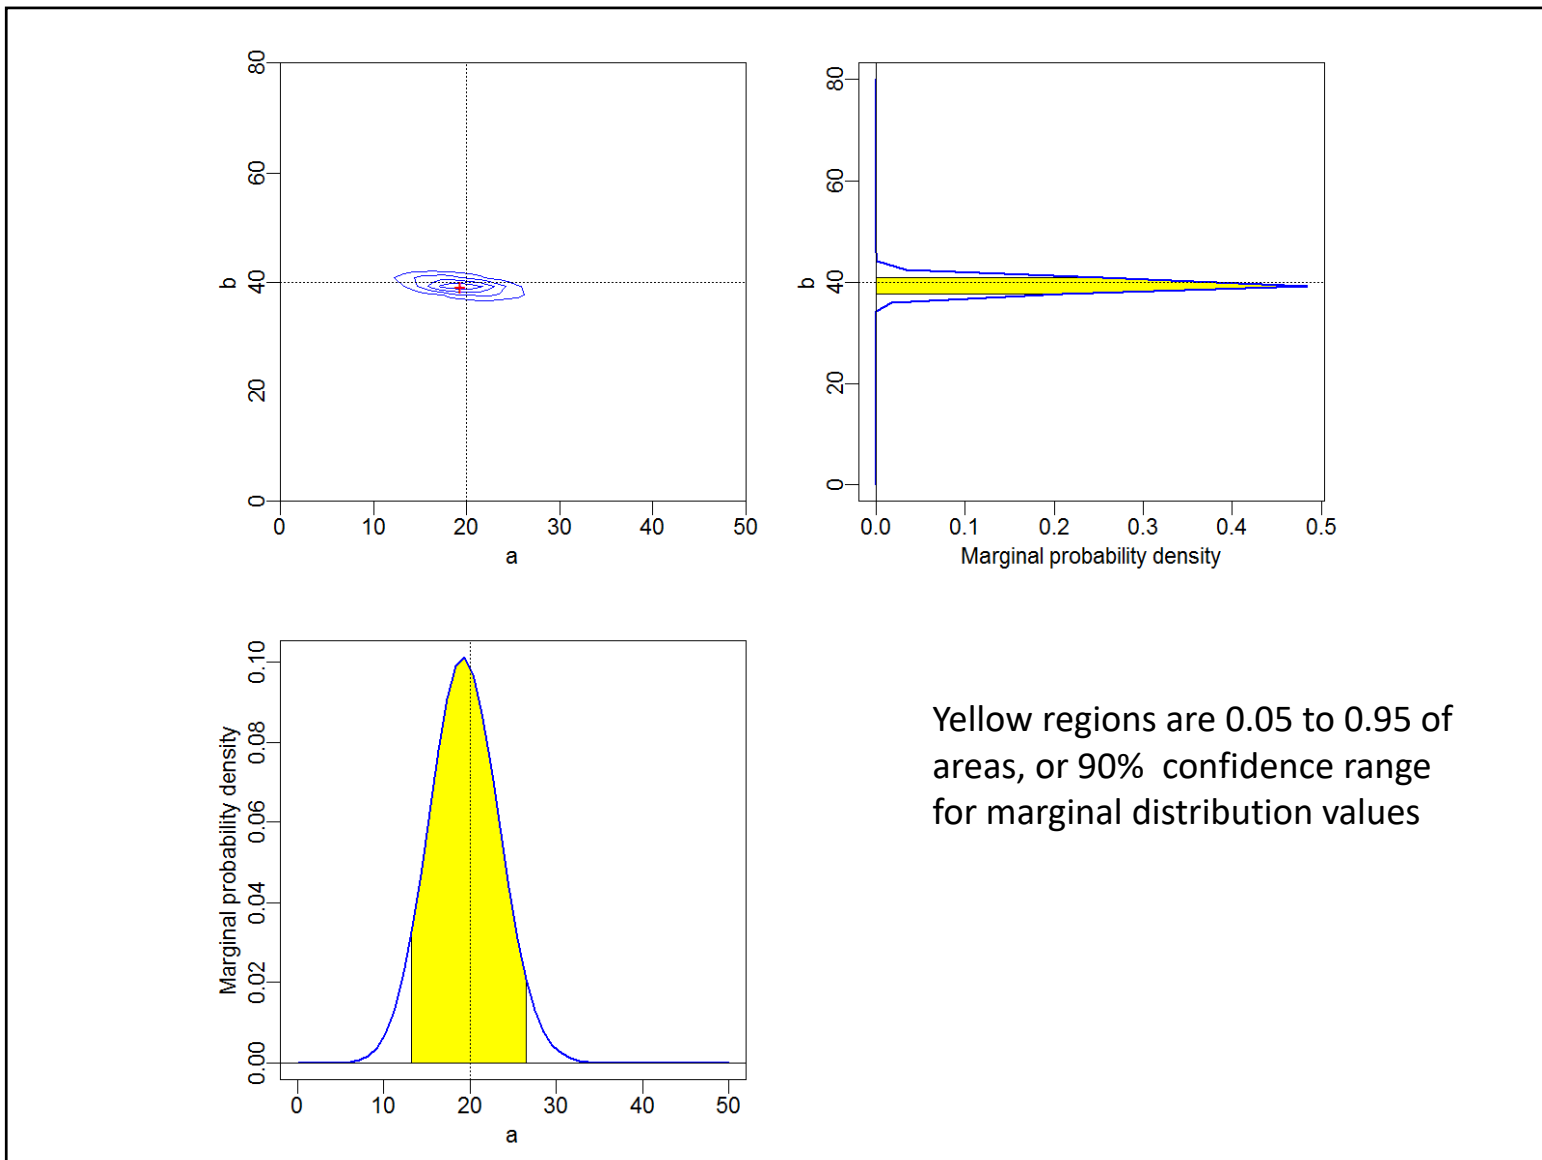 80
60
40
20
0
b
0 10 20 30 40 50
a
80
60
40
20
0
b
0.0 0.1 0.2 0.3 0.4 0.5
Marginal probability density
0.10
0.08
0.06
0.04
0.02
0.00
Marginal probability density
0 10 20 30 40 50
a
Yellow regions are 0.05 to 0.95 of
areas, or 90% confidence range
for marginal distribution values